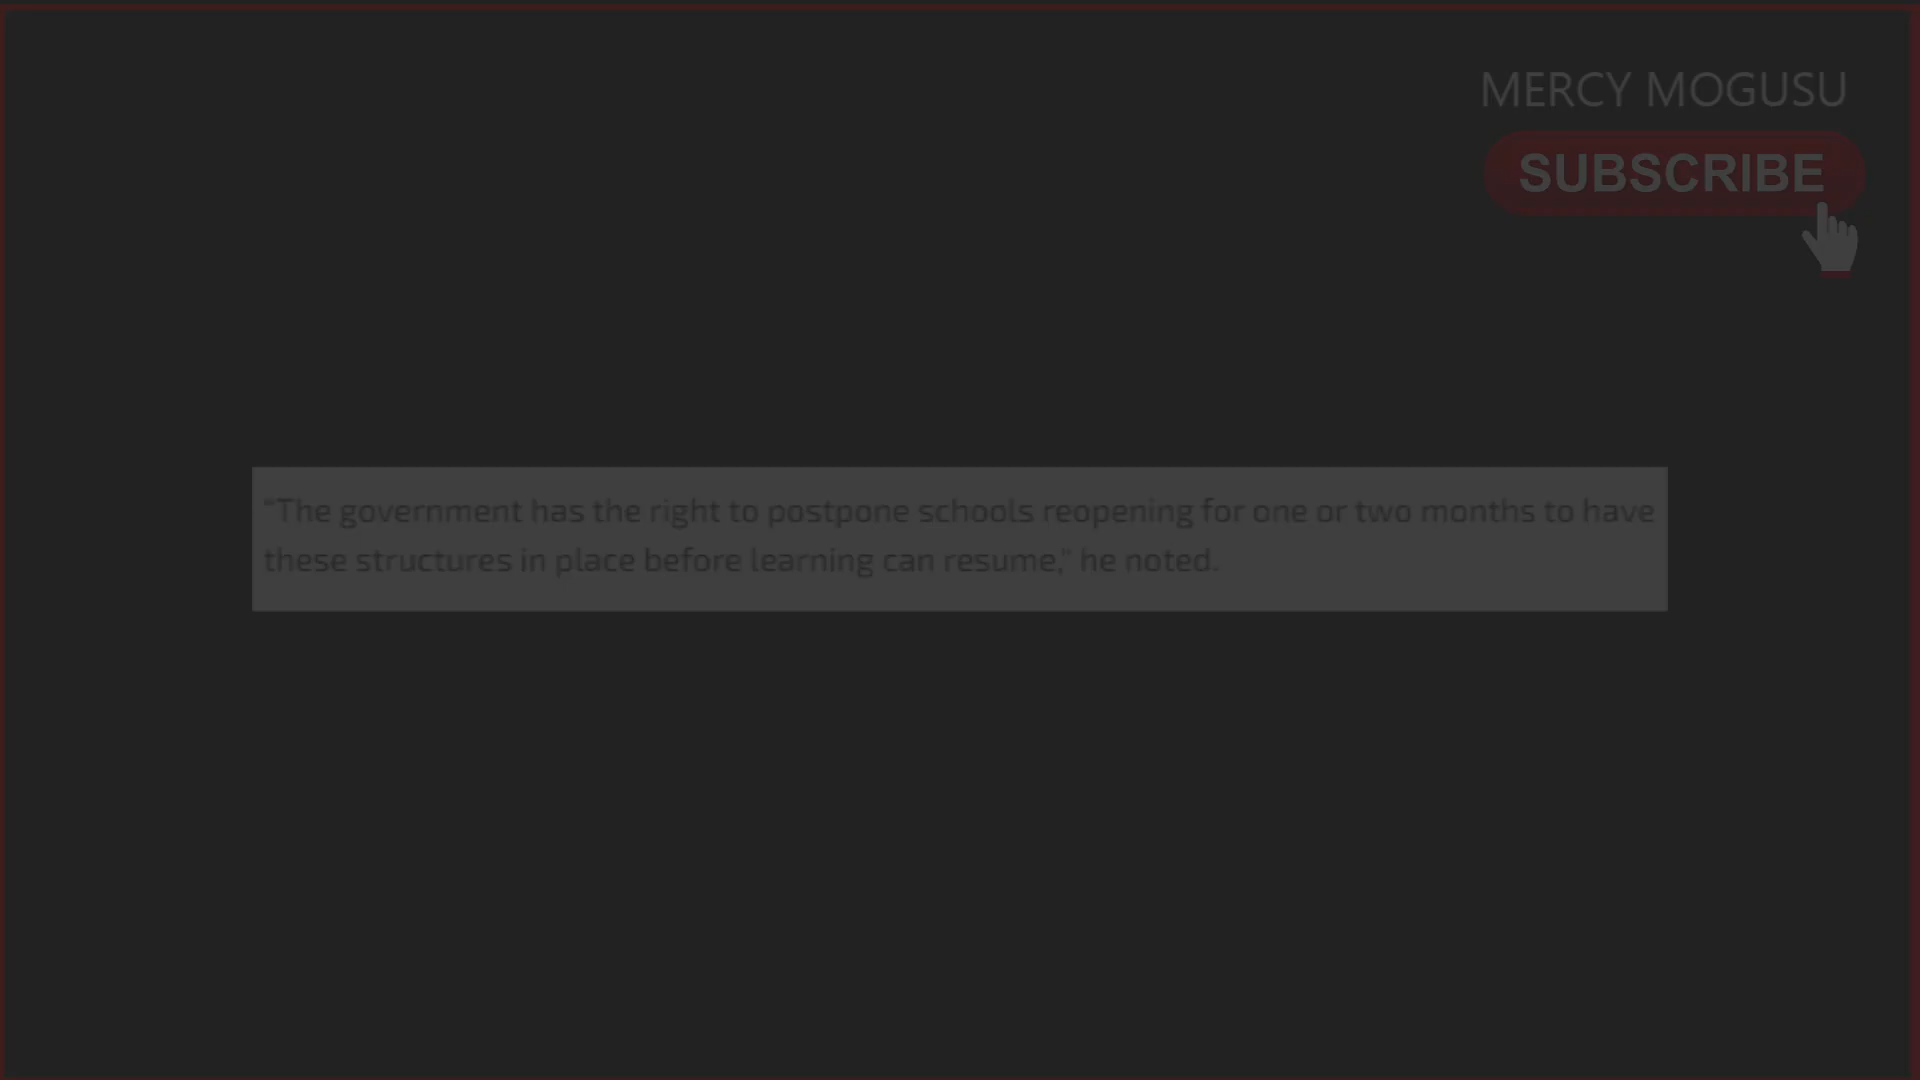 MERCY MOGUSU
SUBSCRIBE
"The government has the right to postpone schools reopening for one or two months to have
these structures in place before learning can resume," he noted.